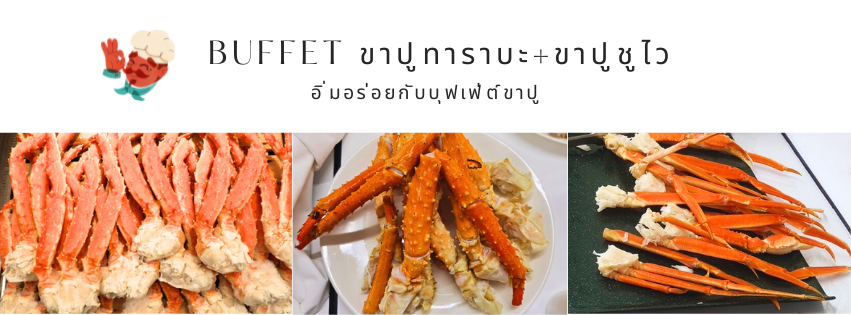 BUFFET ขาปูทาราบะ+ขาปูซูไว
อิ่มอร่อยกับบุฟเฟ่ต์ขาปู